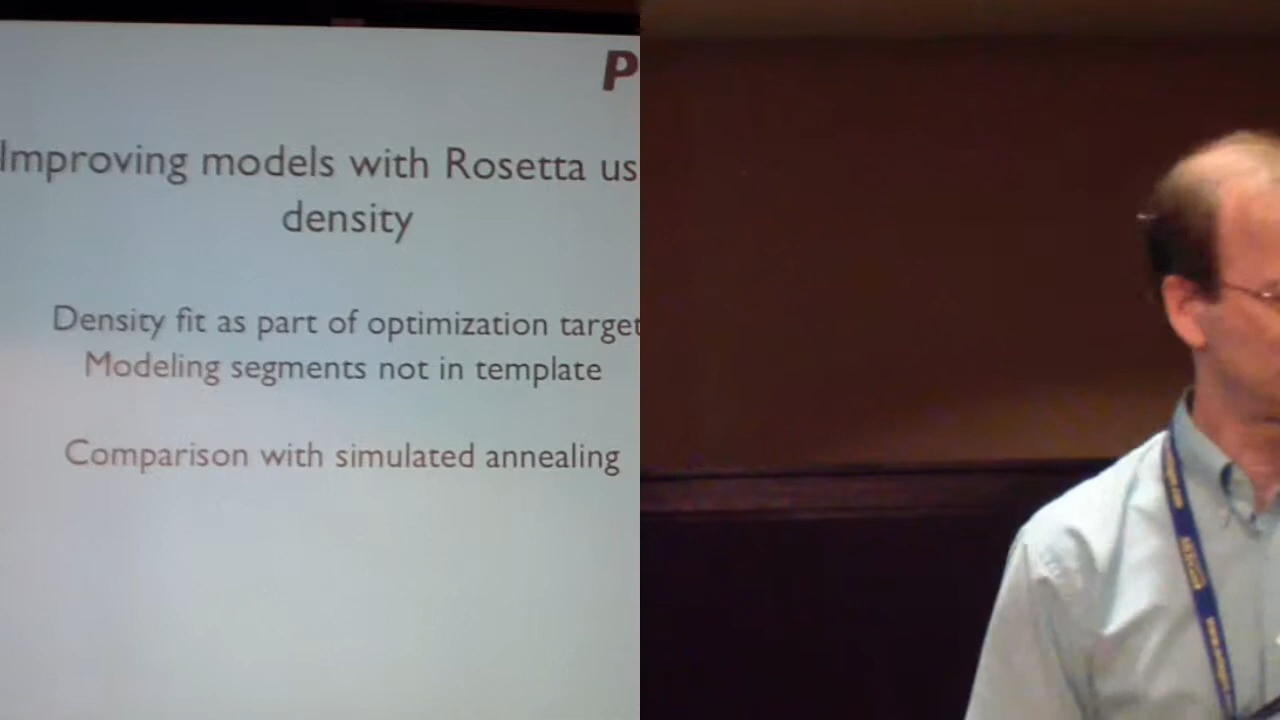 P
Improving models with Rosetta us
density
Density fit as part of optimization target
Modeling segments not in template
Comparison with simulated annealing